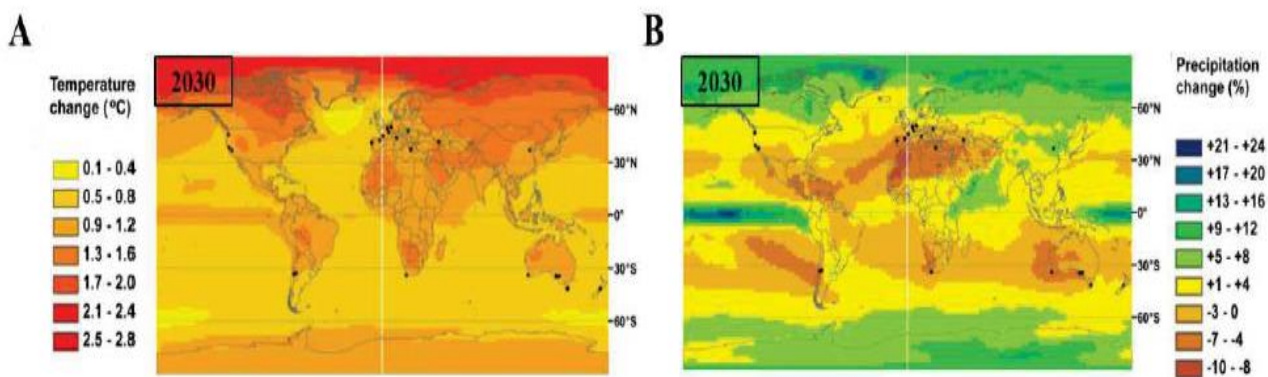 A
Temperature
change (°C)
0.1 - 0.4
0.5 - 0.8
0.9 - 1.2
1.3 - 1.6
1.7 - 2.0
2.1 - 2.4
2.5 - 2.8
2030
60°N
30°N
0°
30°S
60°S
B
2030
60°N
30°N
0°
30°S
60°S
Precipitation
change (%)
+21 - +24
+17 - +20
+13 - +16
+9 - +12
+5 - +8
+1 - +4
-3 - 0
-7 - -4
-10 - -8